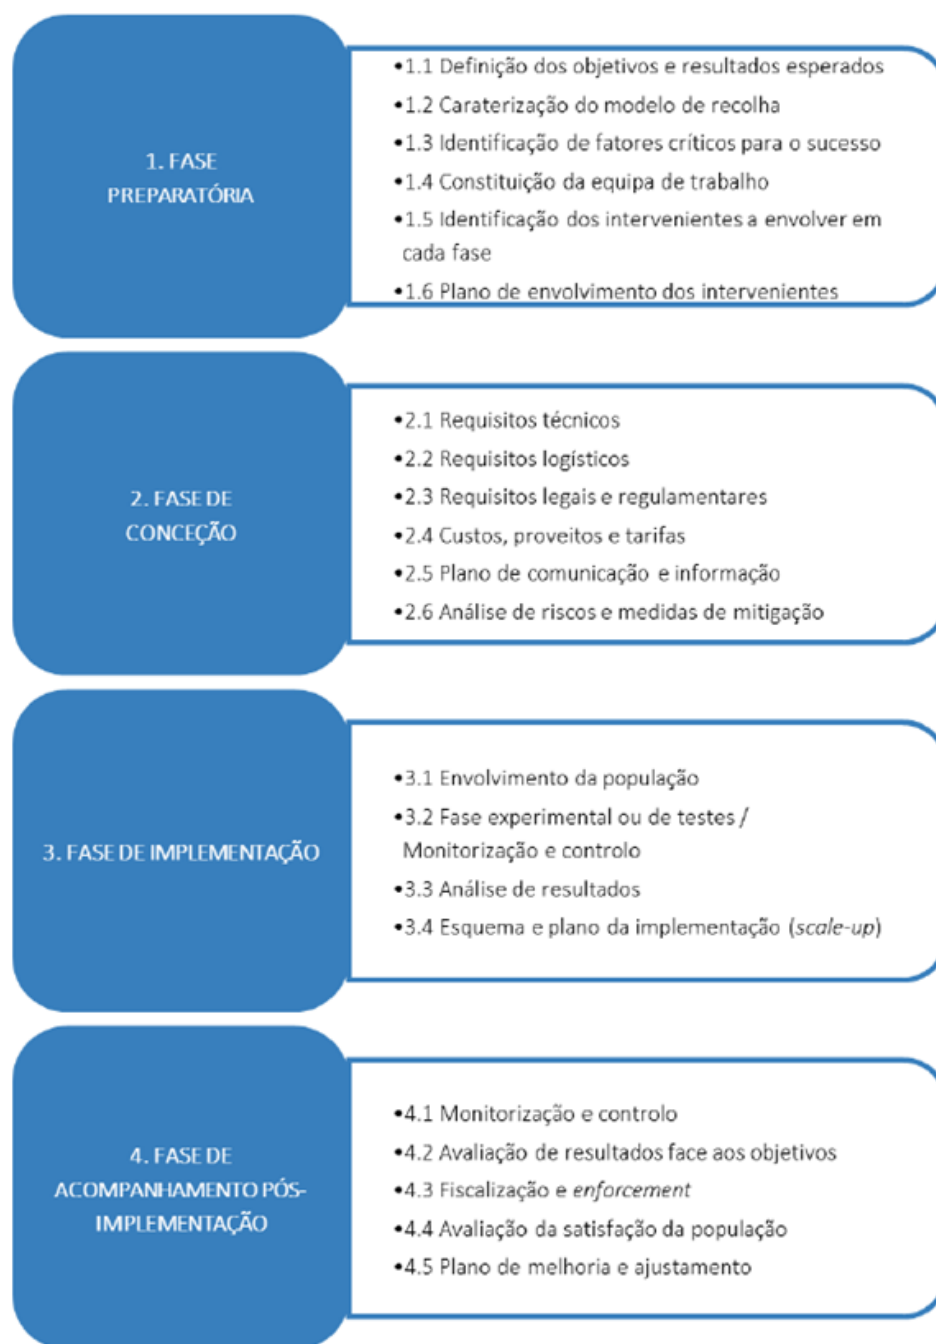 1. FASE
PREPARATÓRIA
•1.1 Definição dos objetivos e resultados esperados
•1.2 Caraterização do modelo de recolha
•1.3 Identificação de fatores críticos para o sucesso
•1.4 Constituição da equipa de trabalho
•1.5 Identificação dos intervenientes a envolver em
cada fase
•1.6 Plano de envolvimento dos intervenientes
2. FASE DE
CONCEÇÃO
•2.1 Requisitos técnicos
•2.2 Requisitos logísticos
•2.3 Requisitos legais e regulamentares
•2.4 Custos, proveitos e tarifas
•2.5 Plano de comunicação e informação
•2.6 Análise de riscos e medidas de mitigação
3. FASE DE IMPLEMENTAÇÃO
•3.1 Envolvimento da população
•3.2 Fase experimental ou de testes /
Monitorização e controlo
•3.3 Análise de resultados
•3.4 Esquema e plano da implementação (scale-up)
4. FASE DE
ACOMPANHAMENTO PÓS-
IMPLEMENTAÇÃO
•4.1 Monitorização e controlo
•4.2 Avaliação de resultados face aos objetivos
•4.3 Fiscalização e enforcement
•4.4 Avaliação da satisfação da população
•4.5 Plano de melhoria e ajustamento